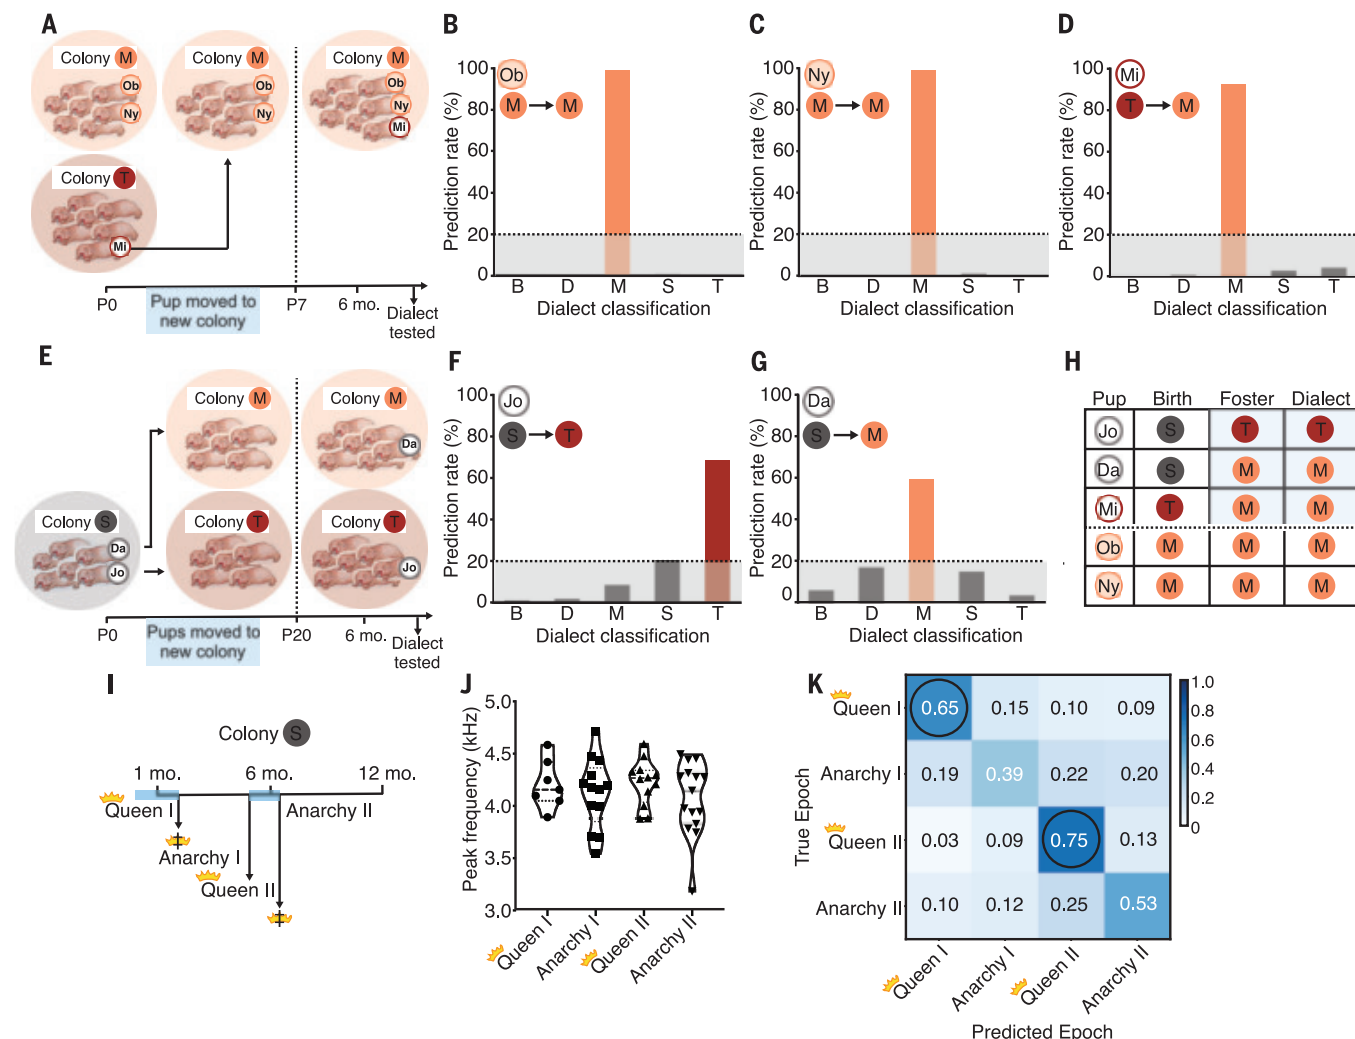 A
Colony M
Ob
Ny
Colony M
Ob
Ny
Colony M
Ob
Ny
Mi
Colony T
Mi
P0
Pup moved to
new colony
P7
6 mo.
Dialect
tested
B
Prediction rate (%)
100
80
60
40
20
0
Ob
M M
B D M S T
Dialect classification
C
Prediction rate (%)
100
80
60
40
20
0
Ny
M M
B D M S T
Dialect classification
D
Prediction rate (%)
100
80
60
40
20
0
Mi
T M
B D M S T
Dialect classification
E
Colony M
Colony M
Da
Colony S
Da
Jo
Colony T
Colony T
Jo
P0
Pups moved to
new colony
P20
6 mo.
Dialect
tested
F
Prediction rate (%)
100
80
60
40
20
0
Jo
S T
B D M S T
Dialect classification
G
Prediction rate (%)
100
80
60
40
20
0
Da
S M
B D M S T
Dialect classification
H
Pup Birth Foster Dialect
Jo S T T
Da S M M
Mi T M M
Ob M M M
Ny M M M
I
Colony S
1 mo. 6 mo. 12 mo.
Queen I
Anarchy II
Anarchy I
Queen II
J
Peak frequency (kHz)
5.0
4.5
4.0
3.5
3.0
Queen I
Anarchy I
Queen II
Anarchy II
K
True Epoch
Queen I 0.65 0.15 0.10 0.09
Anarchy I 0.19 0.39 0.22 0.20
Queen II 0.03 0.09 0.75 0.13
Anarchy II 0.10 0.12 0.25 0.53
Queen I
Anarchy I
Queen II
Anarchy II
Predicted Epoch
1.0
0.8
0.6
0.4
0.2
0